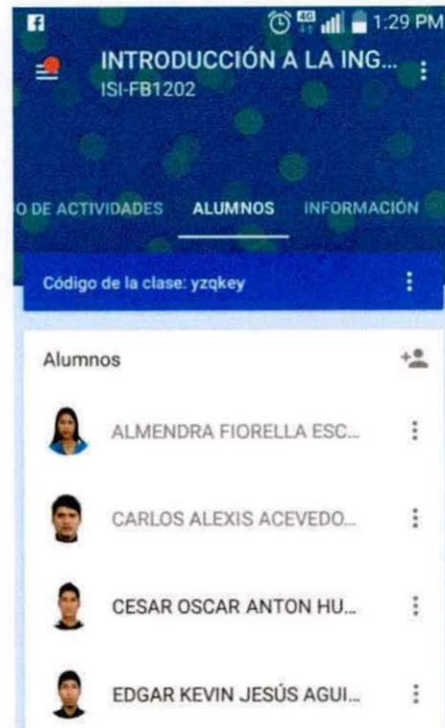 4G 1:29 PM
INTRODUCCIÓN A LA ING...
ISI-FB1202
O DE ACTIVIDADES ALUMNOS INFORMACIÓN
Código de la clase: yzqkey
Alumnos
ALMENDRA FIORELLA ESC...
CARLOS ALEXIS ACEVEDO...
CESAR OSCAR ANTON HU...
EDGAR KEVIN JESÚS AGUI...